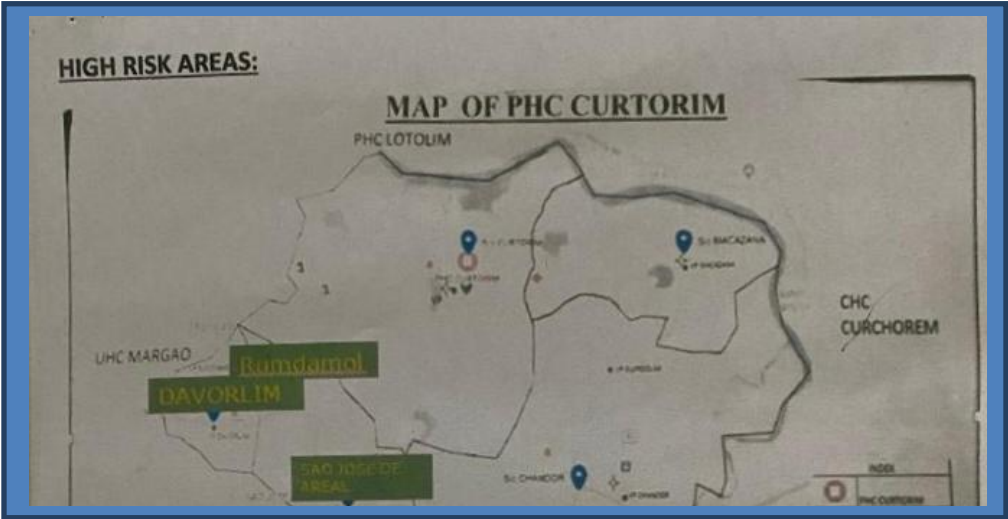 HIGH RISK AREAS:
MAP OF PHC CURTORIM
PHC LOTOLIM
S/c MACAZANA
CHC
CURCHOREM
UHC MARGAO
Rumdamol
DAVORLIM
SAO JOSE DE
AREAL
S/c CHANDOR
INDEX
PHC CURTORIM